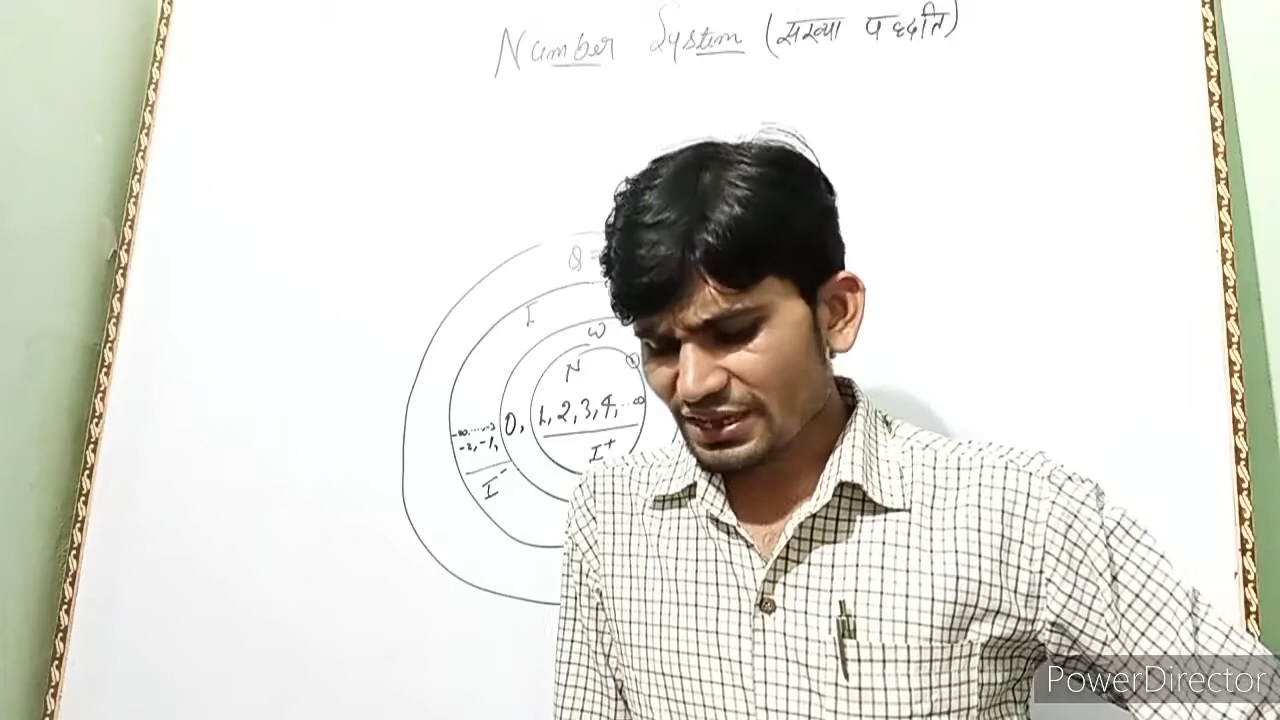 Number System (संख्या पद्धति)
Q =
I
W
N
1, 2, 3, 4, ...∞
0,
-∞.....-3
-2, -1,
I⁺
I⁻
PowerDirector